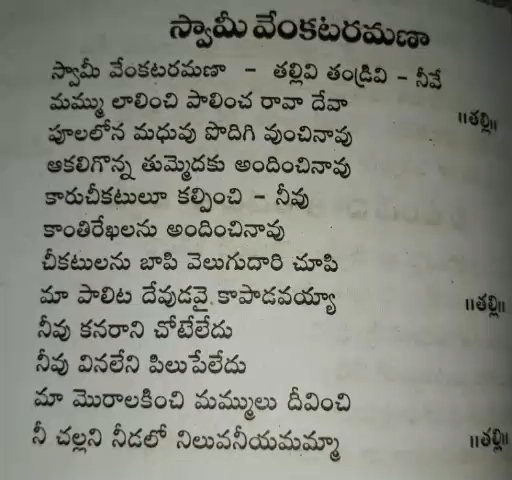 స్వామీ వేంకటరమణా
స్వామీ వేంకటరమణా - తల్లివి తండ్రివి - నీవే
మమ్ము లాలించి పాలించ రావా దేవా ॥తల్లి॥
పూలలోన మధువు పొదిగి వుంచినావు
ఆకలిగొన్న తుమ్మెదకు అందించినావు
కారుచీకటులూ కల్పించి - నీవు
కాంతిరేఖలను అందించినావు
చీకటులను బాపి వెలుగుదారి చూపి
మా పాలిట దేవుడవై కాపాడవయ్యా ॥తల్లి॥
నీవు కనరాని చోటేలేదు
నీవు వినలేని పిలుపేలేదు
మా మొరాలకించి మమ్ములు దీవించి
నీ చల్లని నీడలో నిలువనీయమమ్మా ॥తల్లి॥